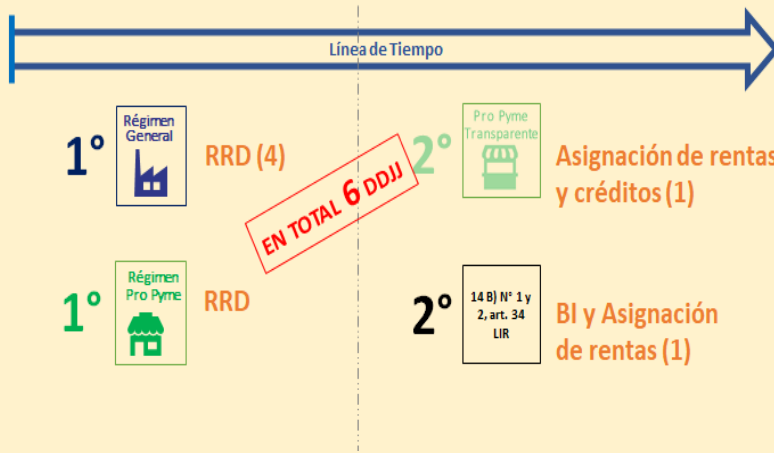 Línea de Tiempo
1°
Régimen
General
RRD (4)
2°
Pro Pyme
Transparente
Asignación de rentas
y créditos (1)
EN TOTAL 6 DDJJ
1°
Régimen
Pro Pyme
RRD
2°
14 B) N° 1 y
2, art. 34
LIR
BI y Asignación
de rentas (1)